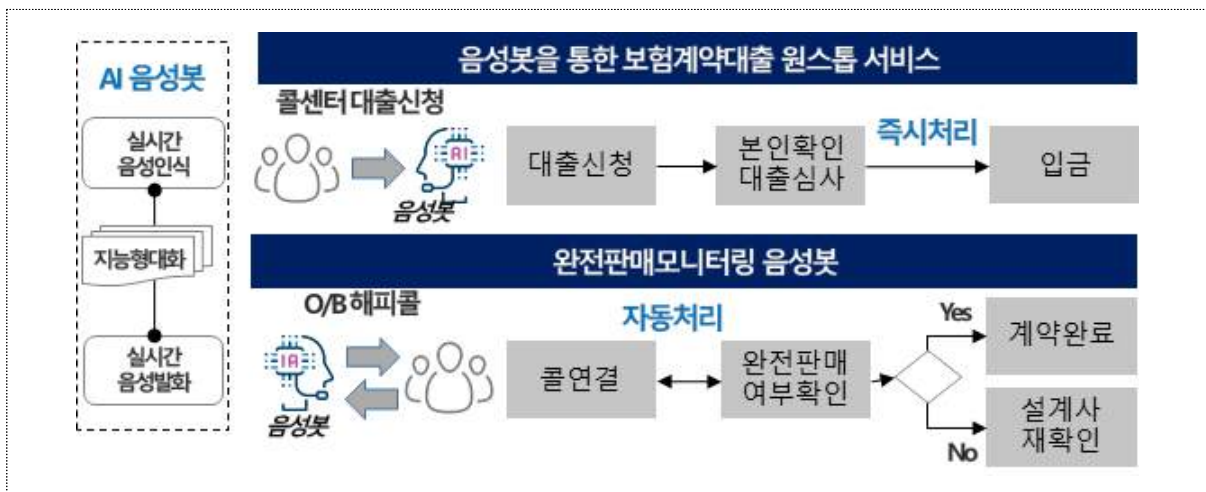 AI 음성봇
실시간
음성인식
지능형대화
실시간
음성발화
음성봇을 통한 보험계약대출 원스톱 서비스
콜센터 대출신청
AI
음성봇
대출신청
본인확인
대출심사
즉시처리
입금
완전판매모니터링 음성봇
O/B 해피콜
IA
음성봇
자동처리
콜연결
완전판매
여부확인
Yes
계약완료
No
설계사
재확인